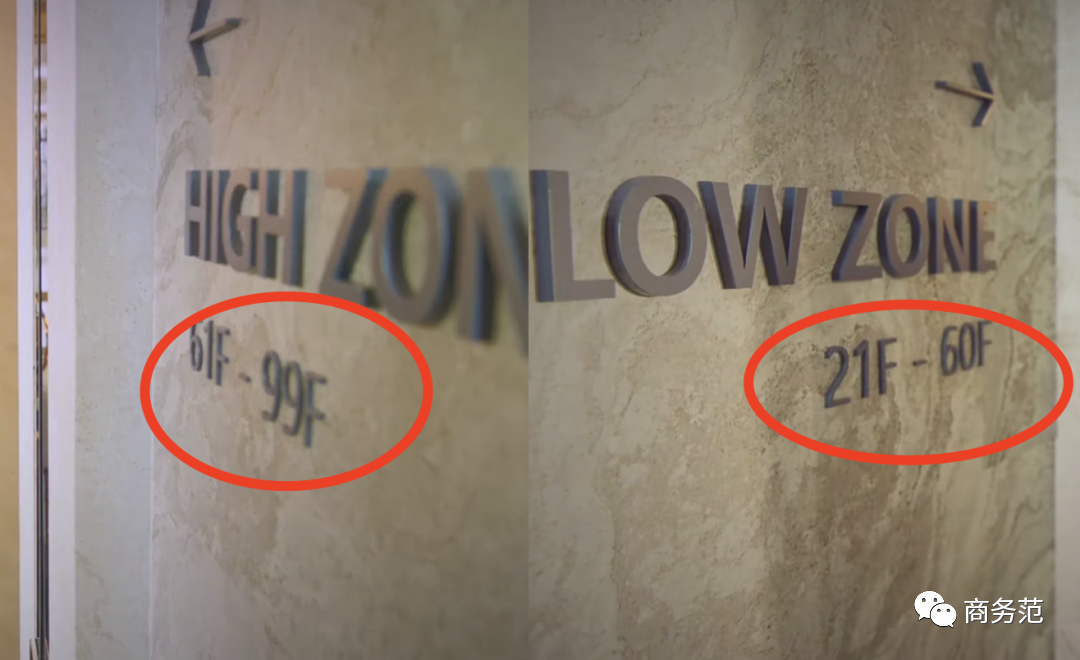 HIGH ZON
61F - 99F
LOW ZONE
21F - 60F
商务范